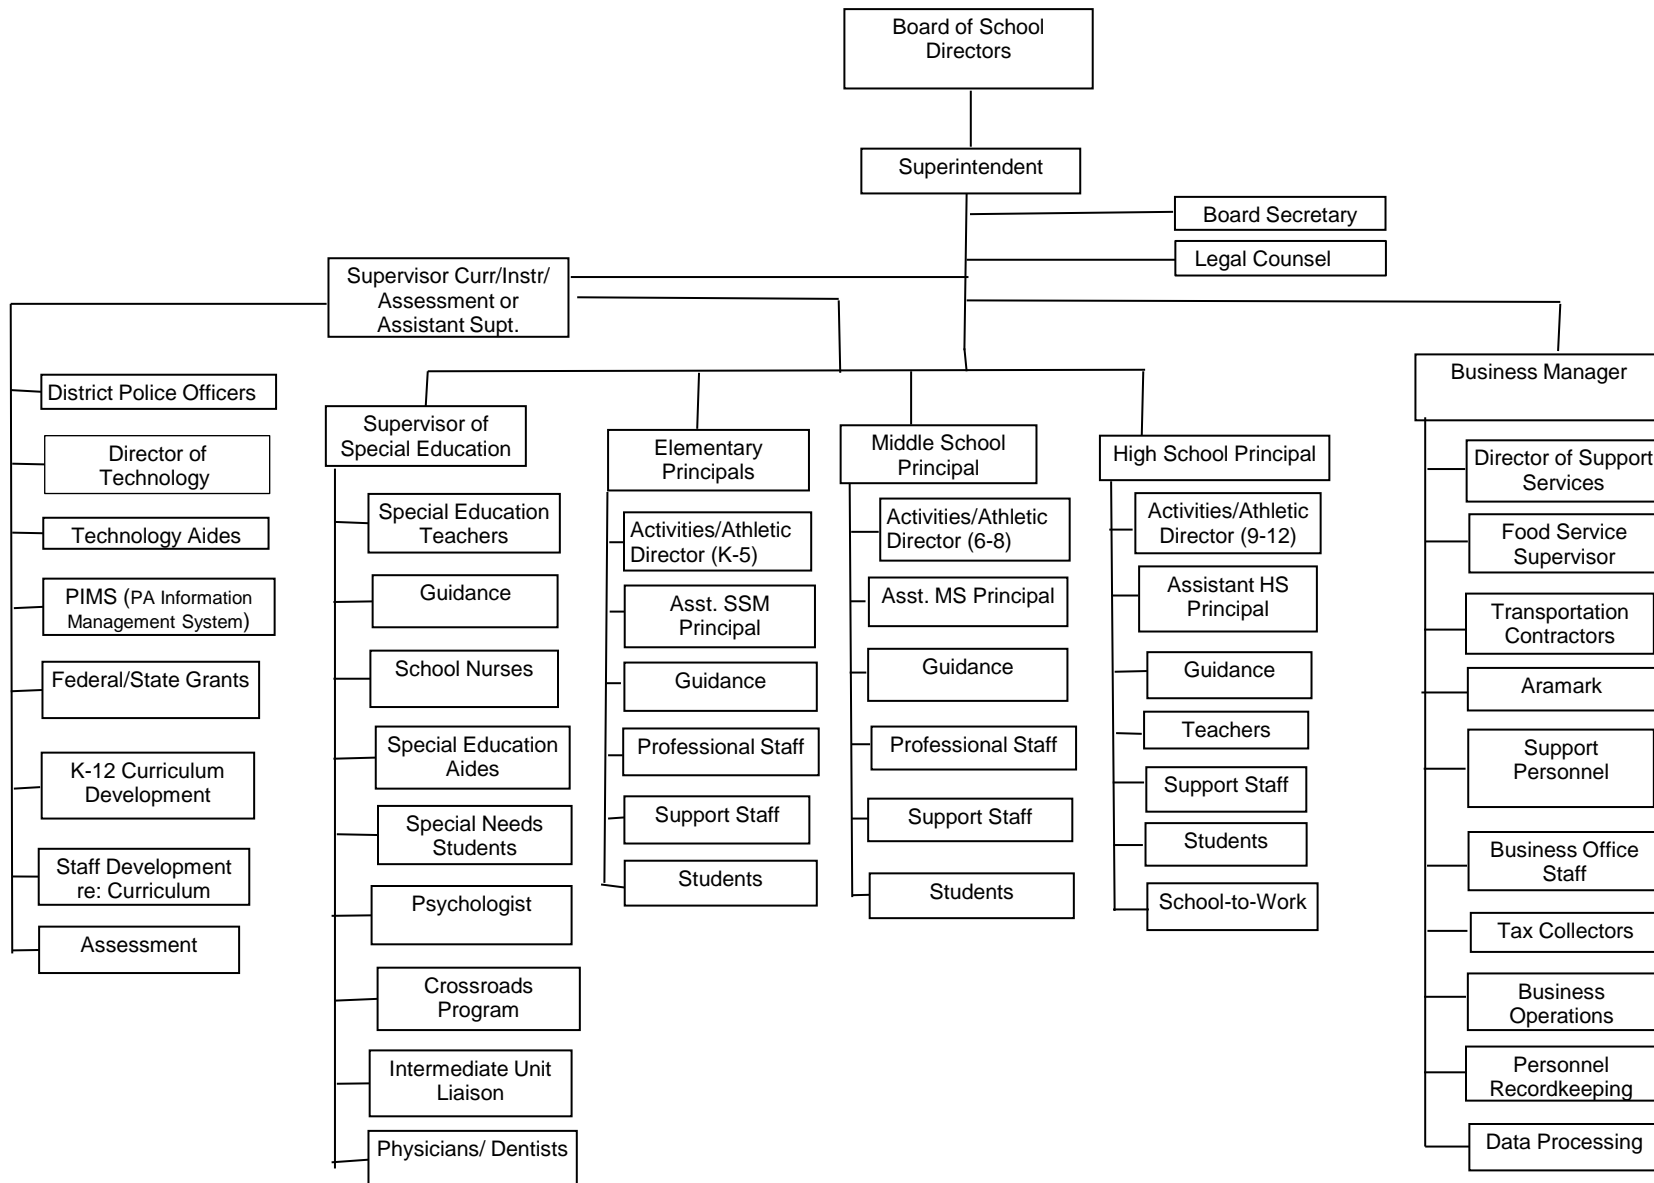 Board of School
Directors
Superintendent
Board Secretary
Legal Counsel
Supervisor Curr/Instr/
Assessment or
Assistant Supt.
District Police Officers
Director of
Technology
Technology Aides
PIMS (PA Information
Management System)
Federal/State Grants
K-12 Curriculum
Development
Staff Development
re: Curriculum
Assessment
Supervisor of
Special Education
Special Education
Teachers
Guidance
School Nurses
Special Education
Aides
Special Needs
Students
Psychologist
Crossroads
Program
Intermediate Unit
Liaison
Physicians/ Dentists
Elementary
Principals
Activities/Athletic
Director (K-5)
Asst. SSM
Principal
Guidance
Professional Staff
Support Staff
Students
Middle School
Principal
Activities/Athletic
Director (6-8)
Asst. MS Principal
Guidance
Professional Staff
Support Staff
Students
High School Principal
Activities/Athletic
Director (9-12)
Assistant HS
Principal
Guidance
Teachers
Support Staff
Students
School-to-Work
Business Manager
Director of Support
Services
Food Service
Supervisor
Transportation
Contractors
Aramark
Support
Personnel
Business Office
Staff
Tax Collectors
Business
Operations
Personnel
Recordkeeping
Data Processing